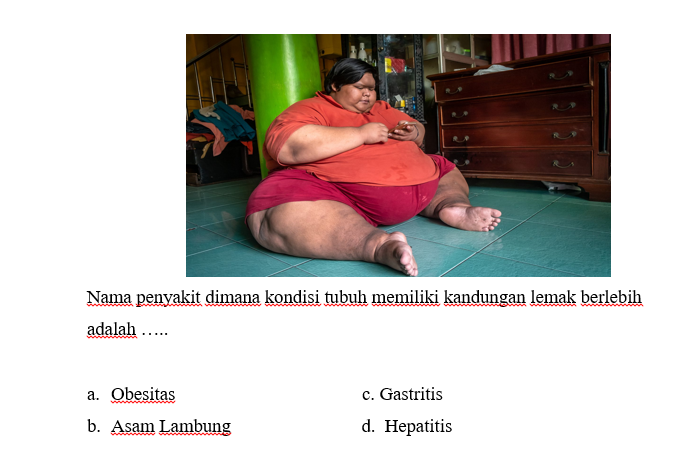 Nama penyakit dimana kondisi tubuh memiliki kandungan lemak berlebih
adalah …..
a. Obesitas
c. Gastritis
b. Asam Lambung
d. Hepatitis